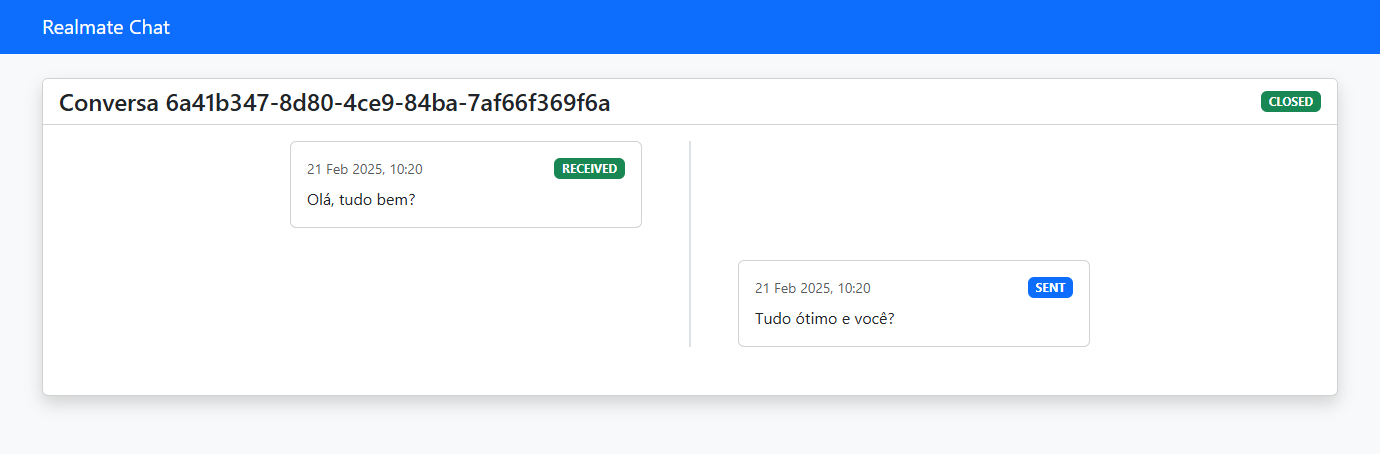 Realmate Chat
Conversa 6a41b347-8d80-4ce9-84ba-7af66f369f6a CLOSED
21 Feb 2025, 10:20 RECEIVED
Olá, tudo bem?
21 Feb 2025, 10:20 SENT
Tudo ótimo e você?